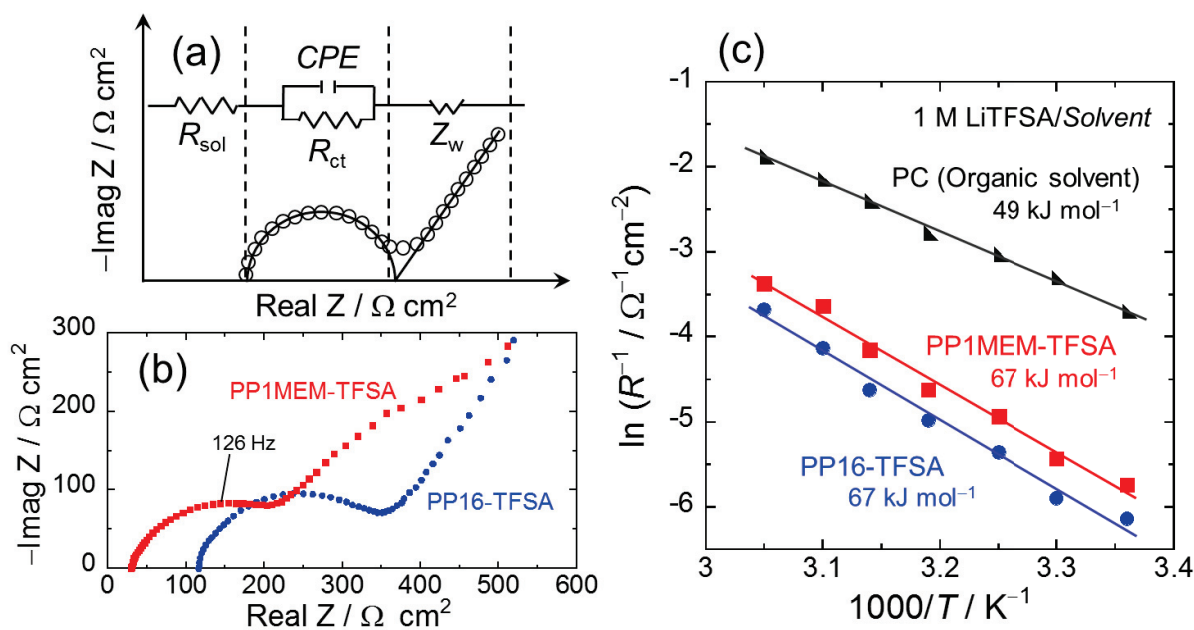 (a)
CPE
R_sol
R_ct
Z_w
−Imag Z / Ω cm²
Real Z / Ω cm²
(b)
300
200
100
0
−Imag Z / Ω cm²
PP1MEM-TFSA
126 Hz
PP16-TFSA
0 100 200 300 400 500 600
Real Z / Ω cm²
(c)
-1
-2
-3
-4
-5
-6
ln (R⁻¹ / Ω⁻¹cm⁻²)
1 M LiTFSA/Solvent
PC (Organic solvent)
49 kJ mol⁻¹
PP1MEM-TFSA
67 kJ mol⁻¹
PP16-TFSA
67 kJ mol⁻¹
3 3.1 3.2 3.3 3.4
1000/T / K⁻¹